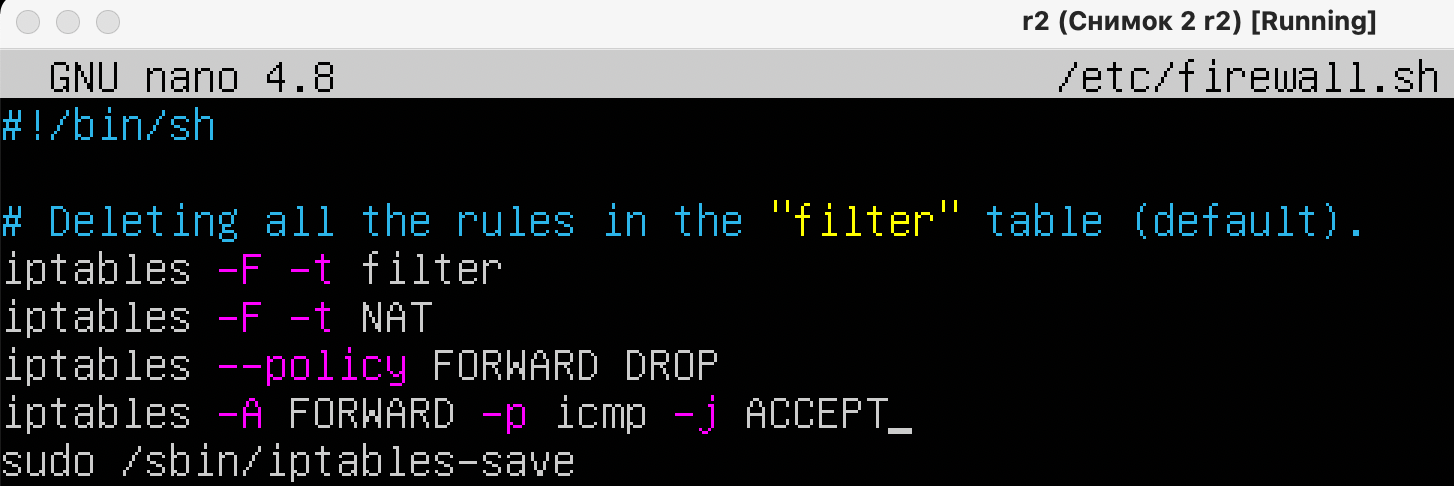 r2 (Снимок 2 r2) [Running]
GNU nano 4.8 /etc/firewall.sh
#!/bin/sh
# Deleting all the rules in the "filter" table (default).
iptables -F -t filter
iptables -F -t NAT
iptables --policy FORWARD DROP
iptables -A FORWARD -p icmp -j ACCEPT
sudo /sbin/iptables-save